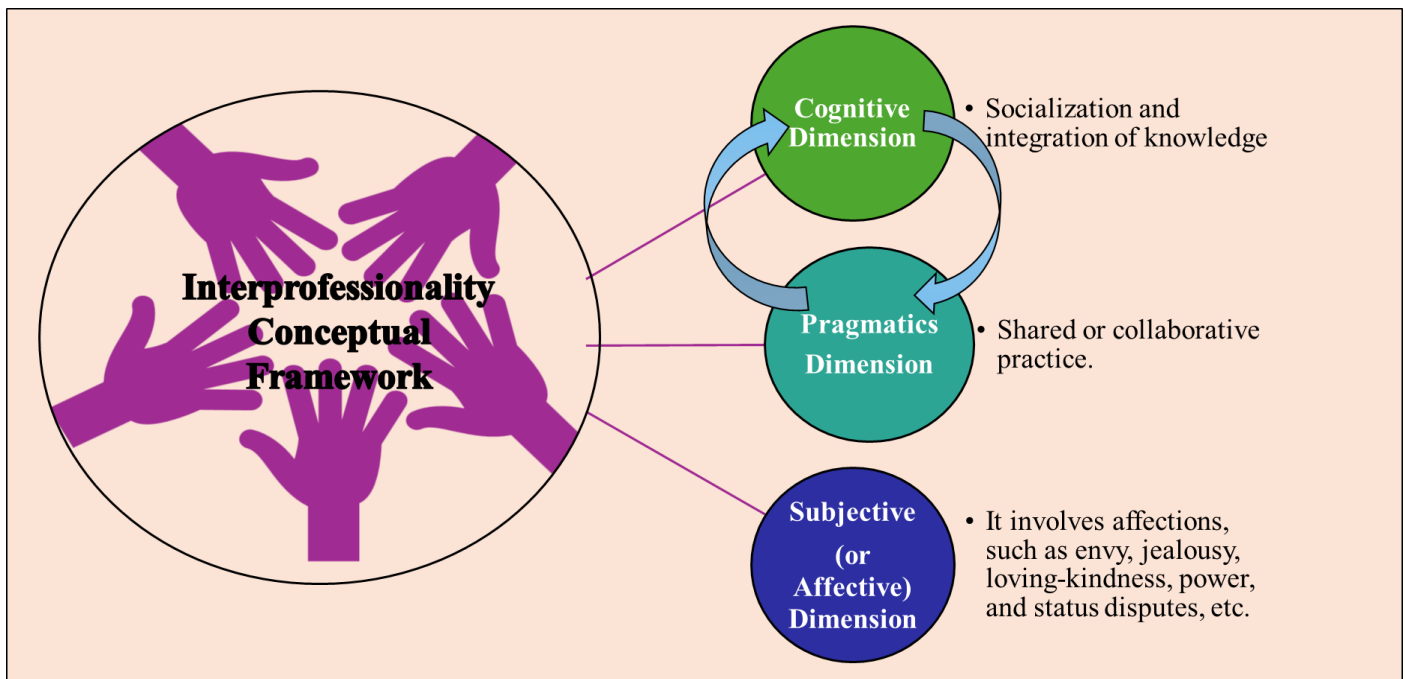 Interprofessionality
Conceptual
Framework
Cognitive
Dimension
• Socialization and
integration of knowledge
Pragmatics
Dimension
• Shared or collaborative
practice.
Subjective
(or
Affective)
Dimension
• It involves affections,
such as envy, jealousy,
loving-kindness, power,
and status disputes, etc.